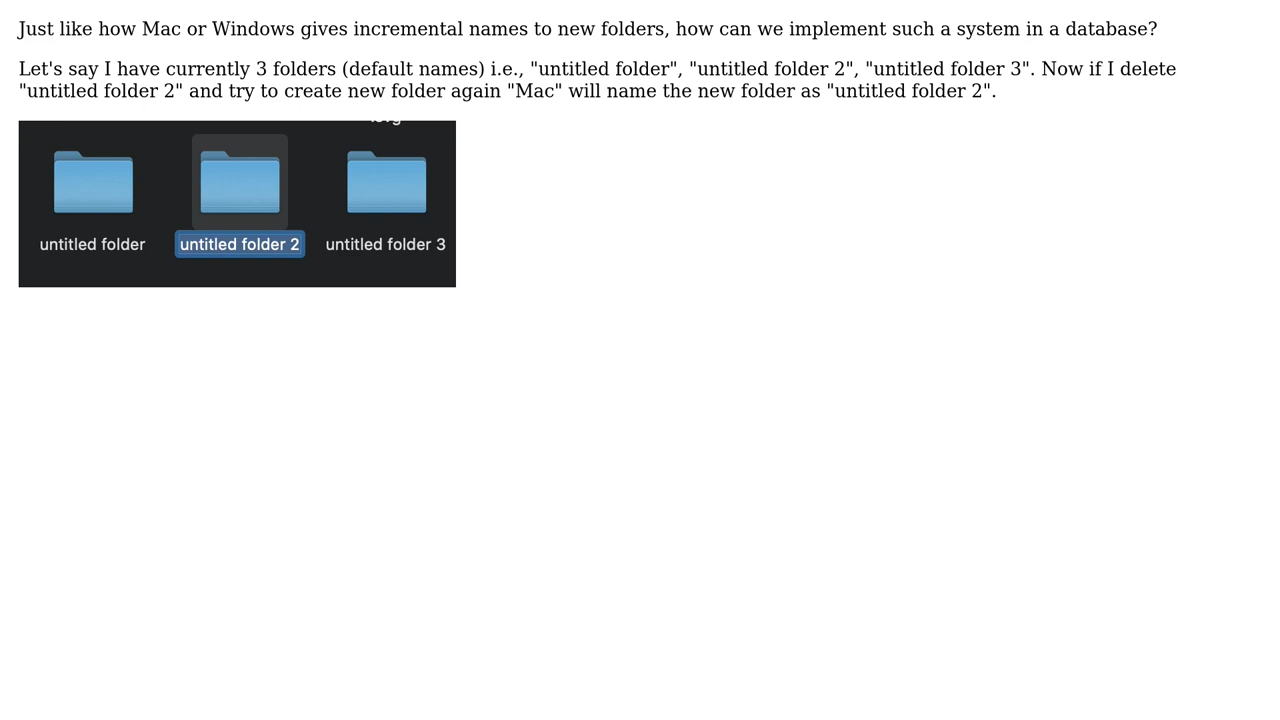 Just like how Mac or Windows gives incremental names to new folders, how can we implement such a system in a database?
Let's say I have currently 3 folders (default names) i.e., "untitled folder", "untitled folder 2", "untitled folder 3". Now if I delete
"untitled folder 2" and try to create new folder again "Mac" will name the new folder as "untitled folder 2".
untitled folder
untitled folder 2
untitled folder 3